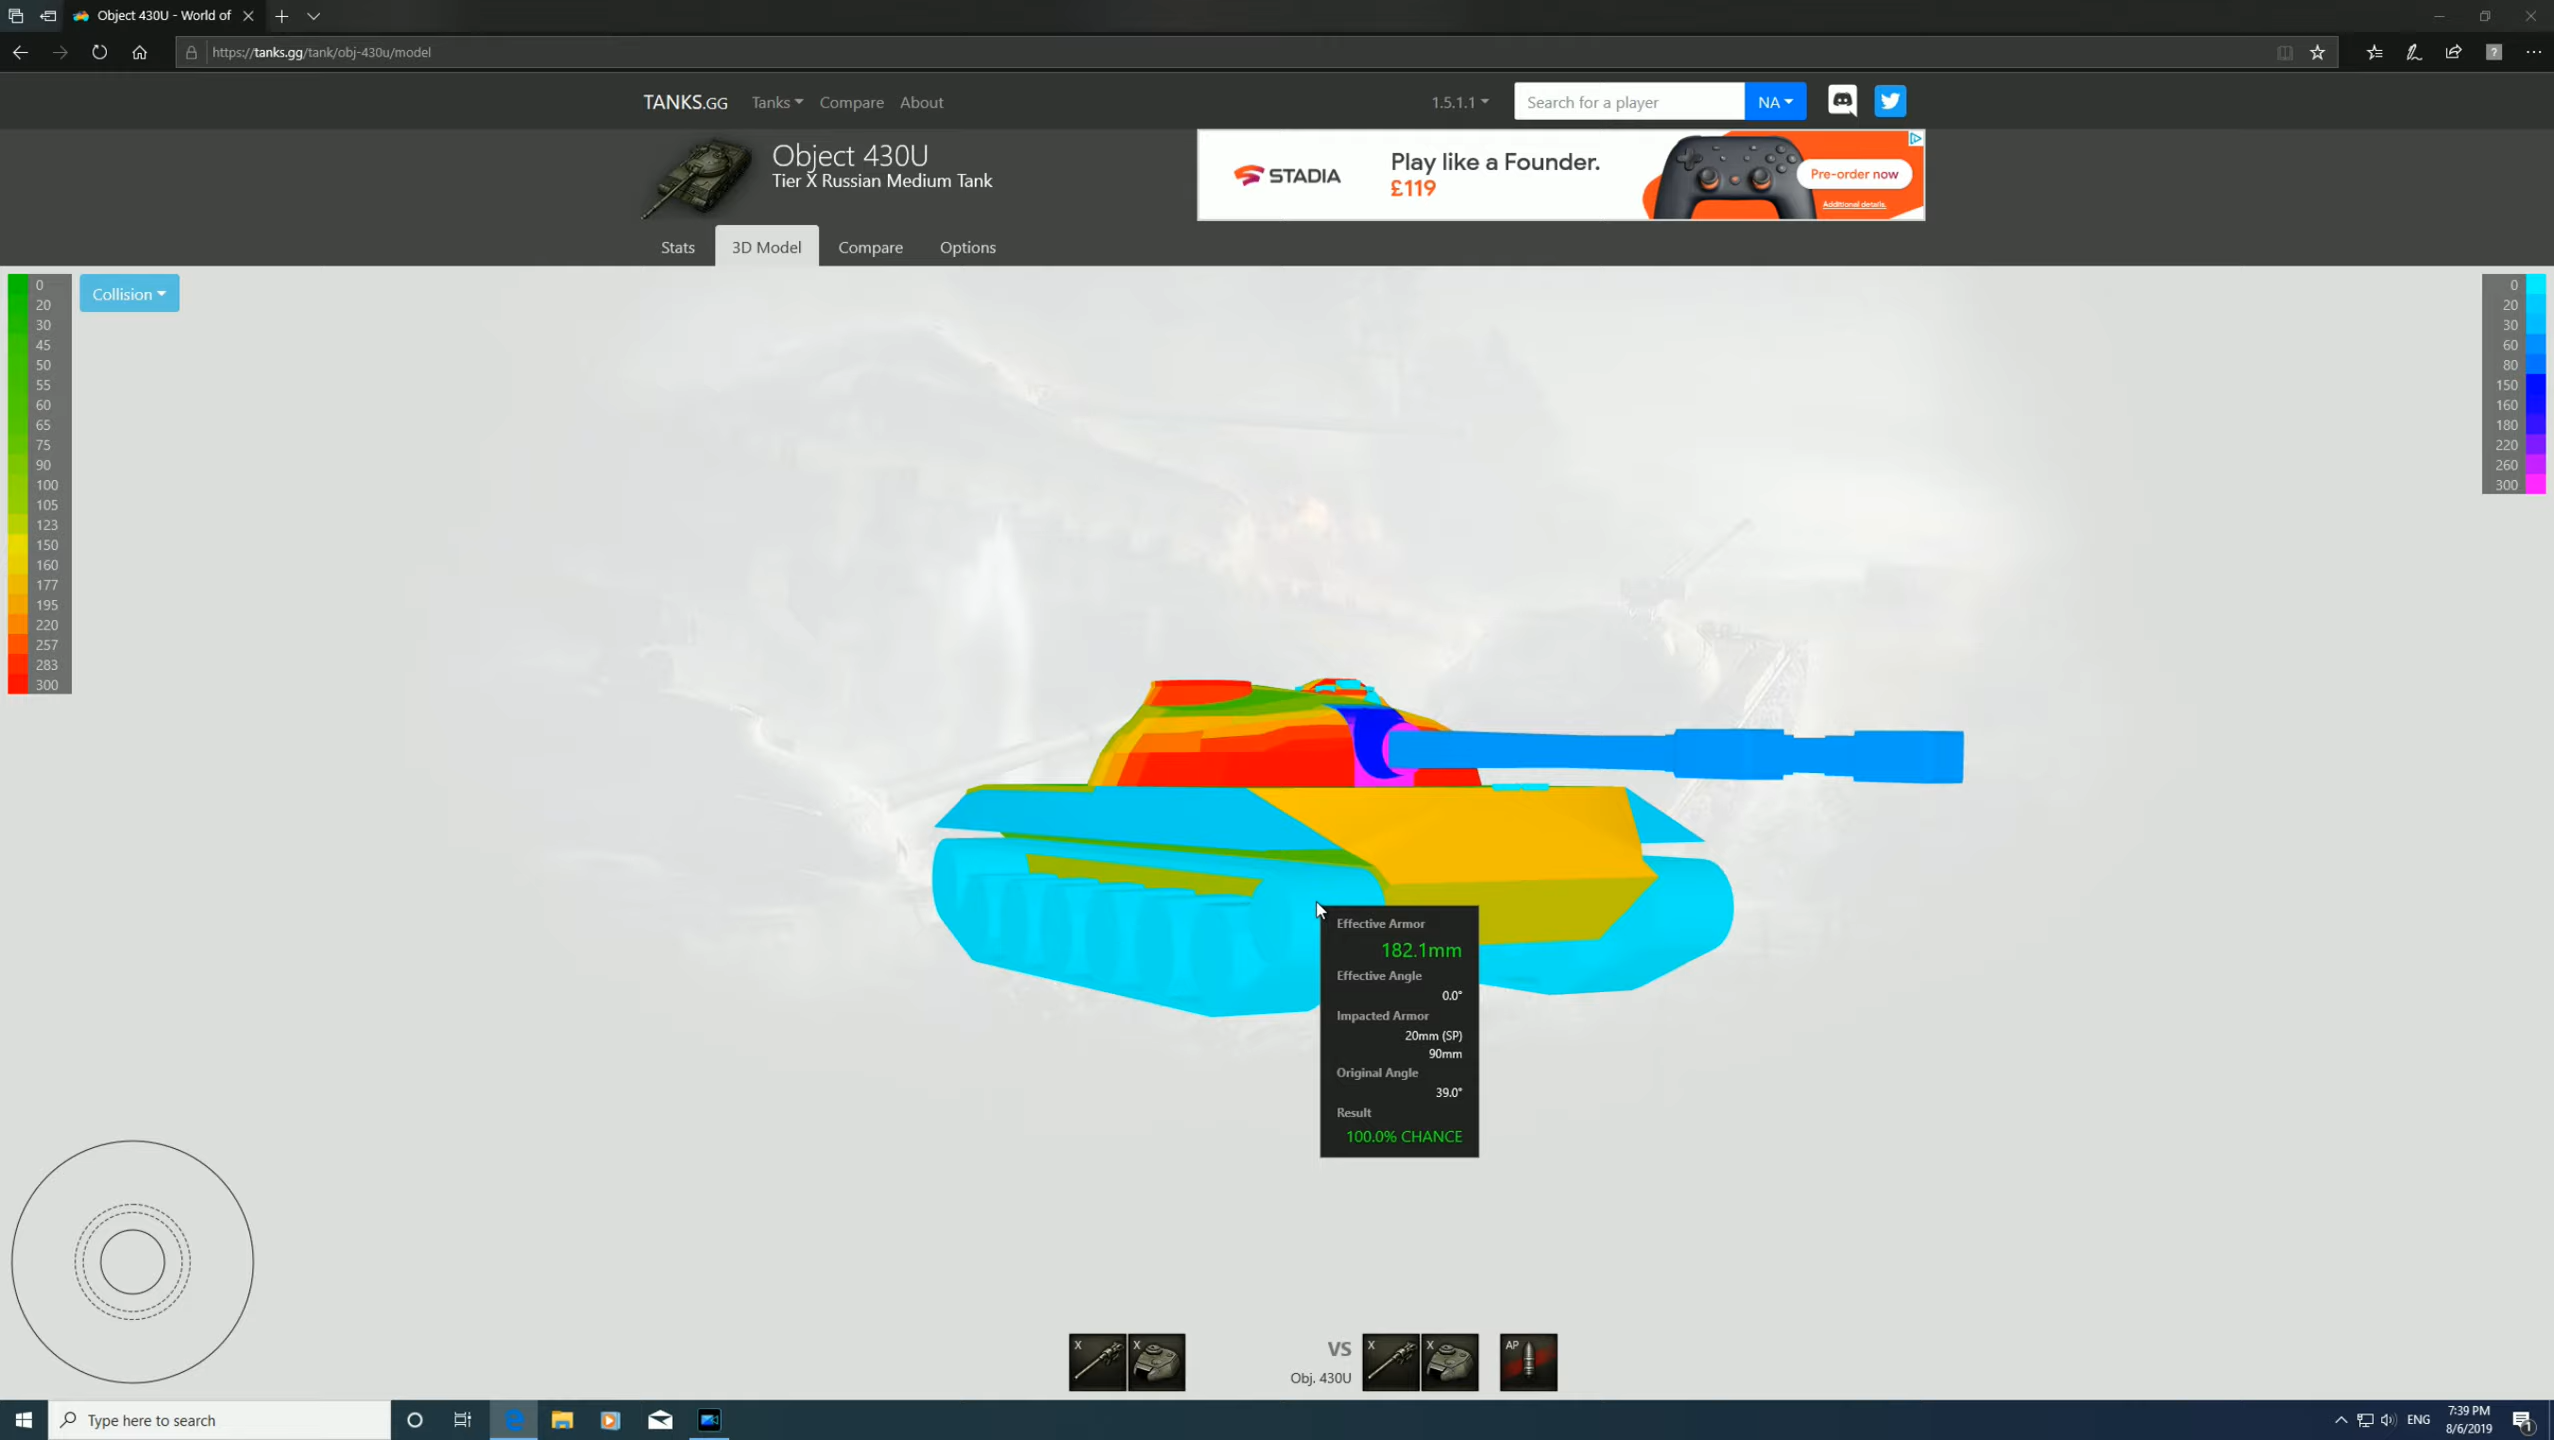 Object 430U - World of
https://tanks.gg/tank/obj-430u/model
TANKS.GG
Tanks
Compare
About
1.5.1.1
Search for a player
NA
Object 430U
Tier X Russian Medium Tank
STADIA
Play like a Founder.
£119
Pre-order now
Additional details.
Stats
3D Model
Compare
Options
Collision
0
20
30
45
50
55
60
65
75
90
100
105
123
150
160
177
195
220
257
283
300
0
20
30
60
80
150
160
180
220
260
300
Effective Armor
182.1mm
Effective Angle
0.0°
Impacted Armor
20mm (SP)
90mm
Original Angle
39.0°
Result
100.0% CHANCE
X
X
VS
Obj. 430U
X
X
AP
Type here to search
ENG
7:39 PM
8/6/2019
1